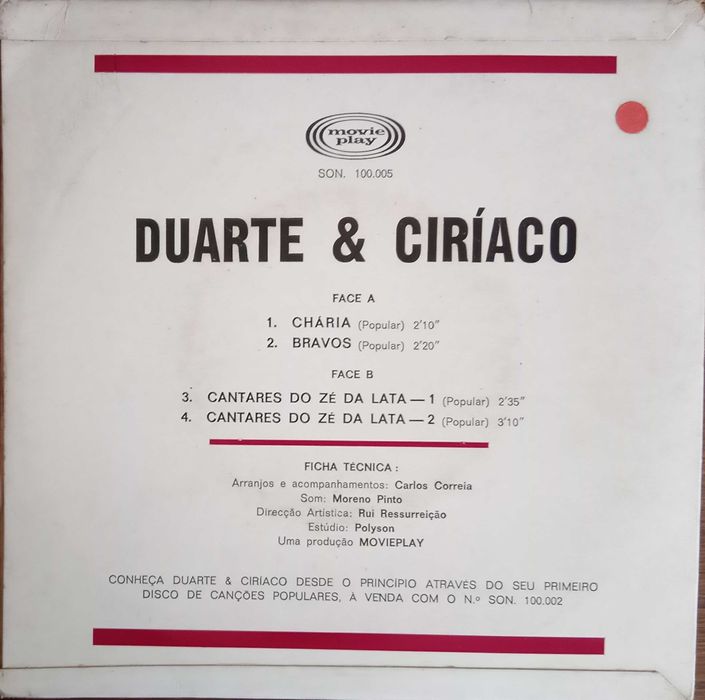 movie
play
SON. 100.005
DUARTE & CIRÍACO
FACE A
1. CHÁRIA (Popular) 2'10"
2. BRAVOS (Popular) 2'20"
FACE B
3. CANTARES DO ZÉ DA LATA — 1 (Popular) 2'35"
4. CANTARES DO ZÉ DA LATA — 2 (Popular) 3'10"
FICHA TÉCNICA :
Arranjos e acompanhamentos: Carlos Correia
Som: Moreno Pinto
Direcção Artística: Rui Ressurreição
Estúdio: Polyson
Uma produção MOVIEPLAY
CONHEÇA DUARTE & CIRÍACO DESDE O PRINCIPIO ATRAVÉS DO SEU PRIMEIRO
DISCO DE CANÇÕES POPULARES, À VENDA COM O N.º SON. 100.002